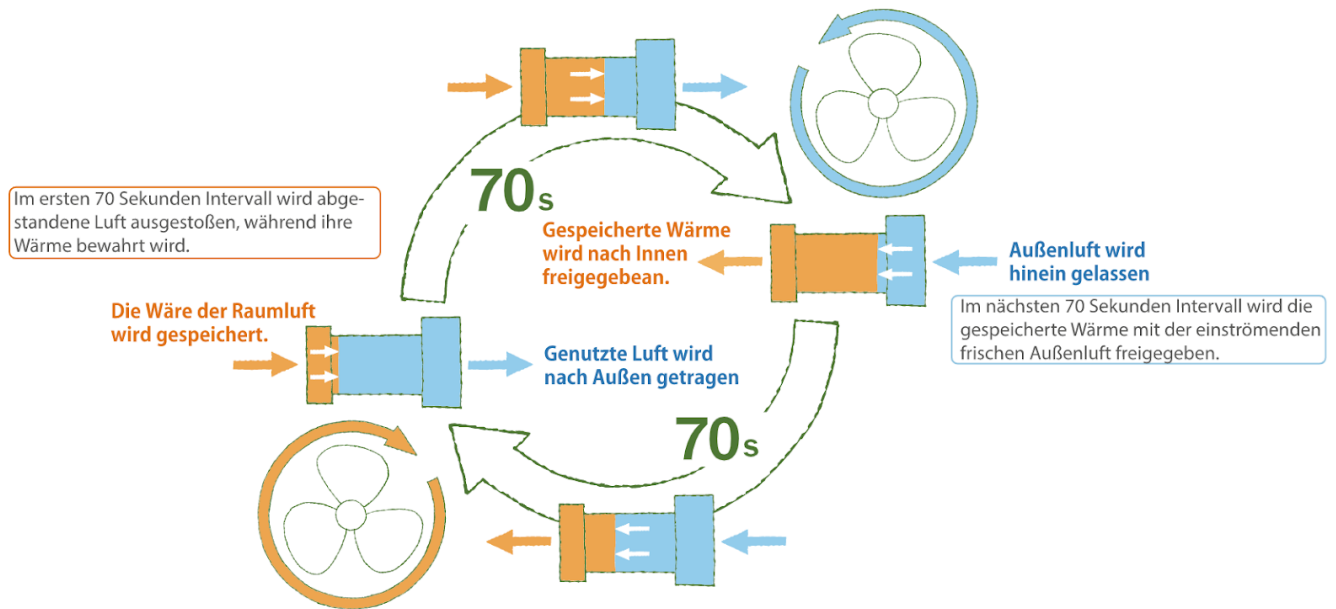 70s
Im ersten 70 Sekunden Intervall wird abge-
standene Luft ausgestoßen, während ihre
Wärme bewahrt wird.
Gespeicherte Wärme
wird nach Innen
freigegebean.
Außenluft wird
hinein gelassen
Im nächsten 70 Sekunden Intervall wird die
gespeicherte Wärme mit der einströmenden
frischen Außenluft freigegeben.
Die Wäre der Raumluft
wird gespeichert.
Genutzte Luft wird
nach Außen getragen
70s